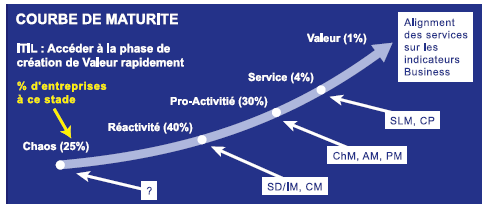 COURBE DE MATURITE
ITIL : Accéder à la phase de
création de Valeur rapidement
% d'entreprises
à ce stade
Valeur (1%)
Alignment
des services
sur les
indicateurs
Business
Service (4%)
Pro-Activitié (30%)
Réactivité (40%)
Chaos (25%)
SLM, CP
ChM, AM, PM
SD/IM, CM
?